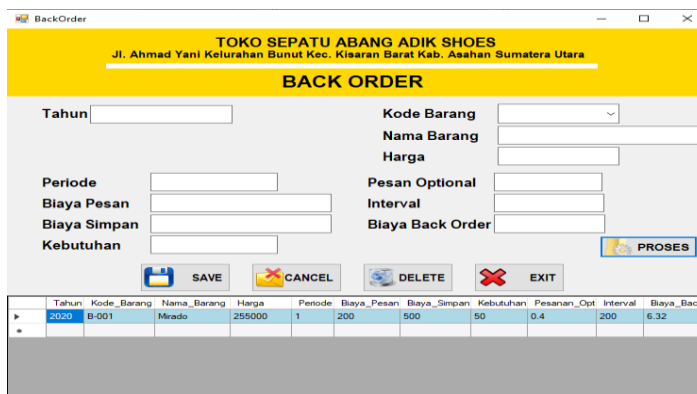 BackOrder
TOKO SEPATU ABANG ADIK SHOES
Jl. Ahmad Yani Kelurahan Bunut Kec. Kisaran Barat Kab. Asahan Sumatera Utara
BACK ORDER
Tahun Kode Barang
Nama Barang
Harga
Periode Pesan Optional
Biaya Pesan Interval
Biaya Simpan Biaya Back Order
Kebutuhan
PROSES
SAVE CANCEL DELETE EXIT
Tahun Kode_Barang Nama_Barang Harga Periode Biaya_Pesan Biaya_Simpan Kebutuhan Pesanan_Opt Interval Biaya_Bac
2020 B-001 Mirado 255000 1 200 500 50 0.4 200 6.32